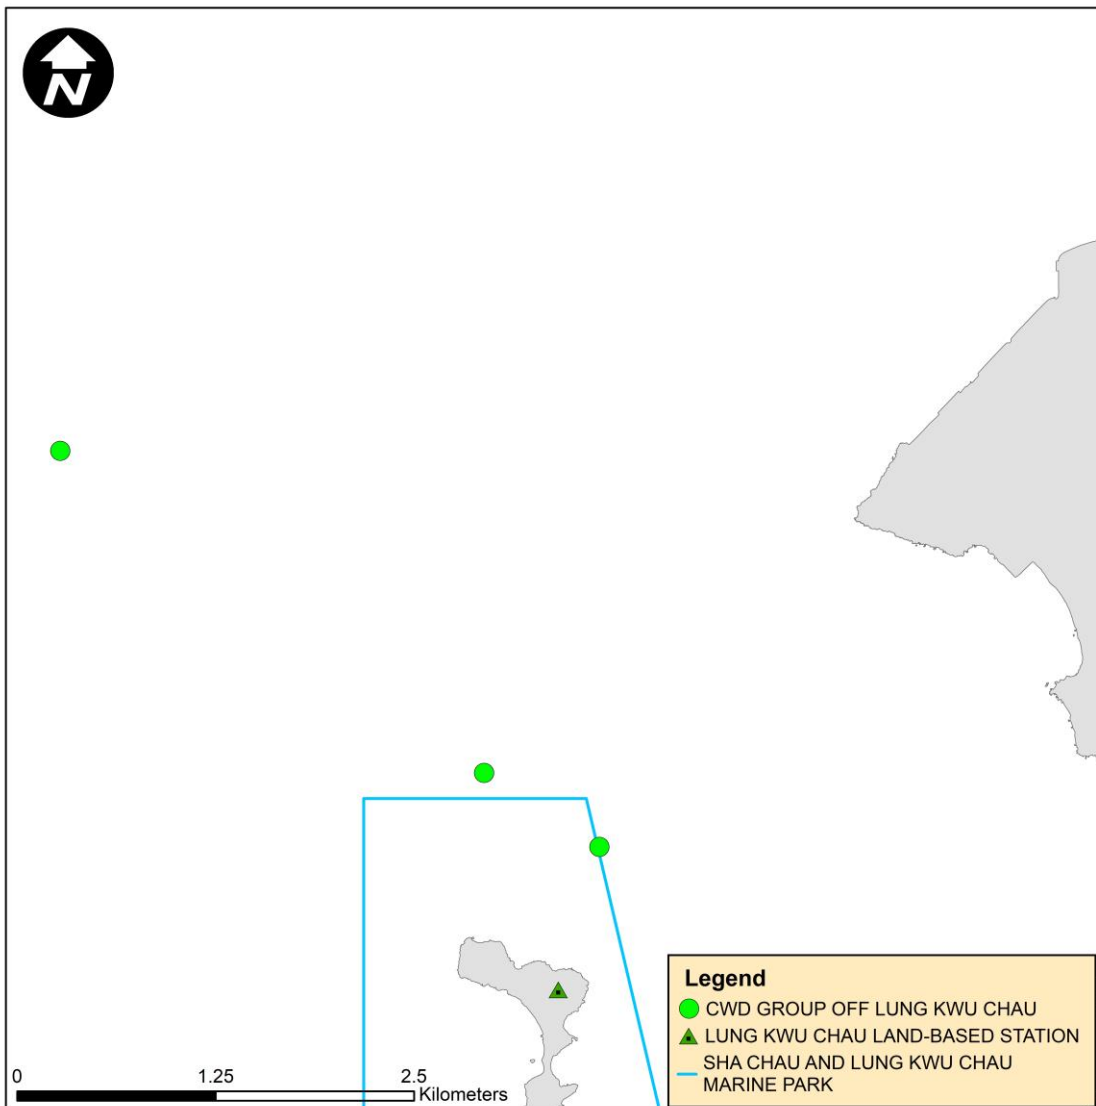 N
Legend
CWD GROUP OFF LUNG KWU CHAU
LUNG KWU CHAU LAND-BASED STATION
SHA CHAU AND LUNG KWU CHAU
MARINE PARK
0 1.25 2.5
Kilometers